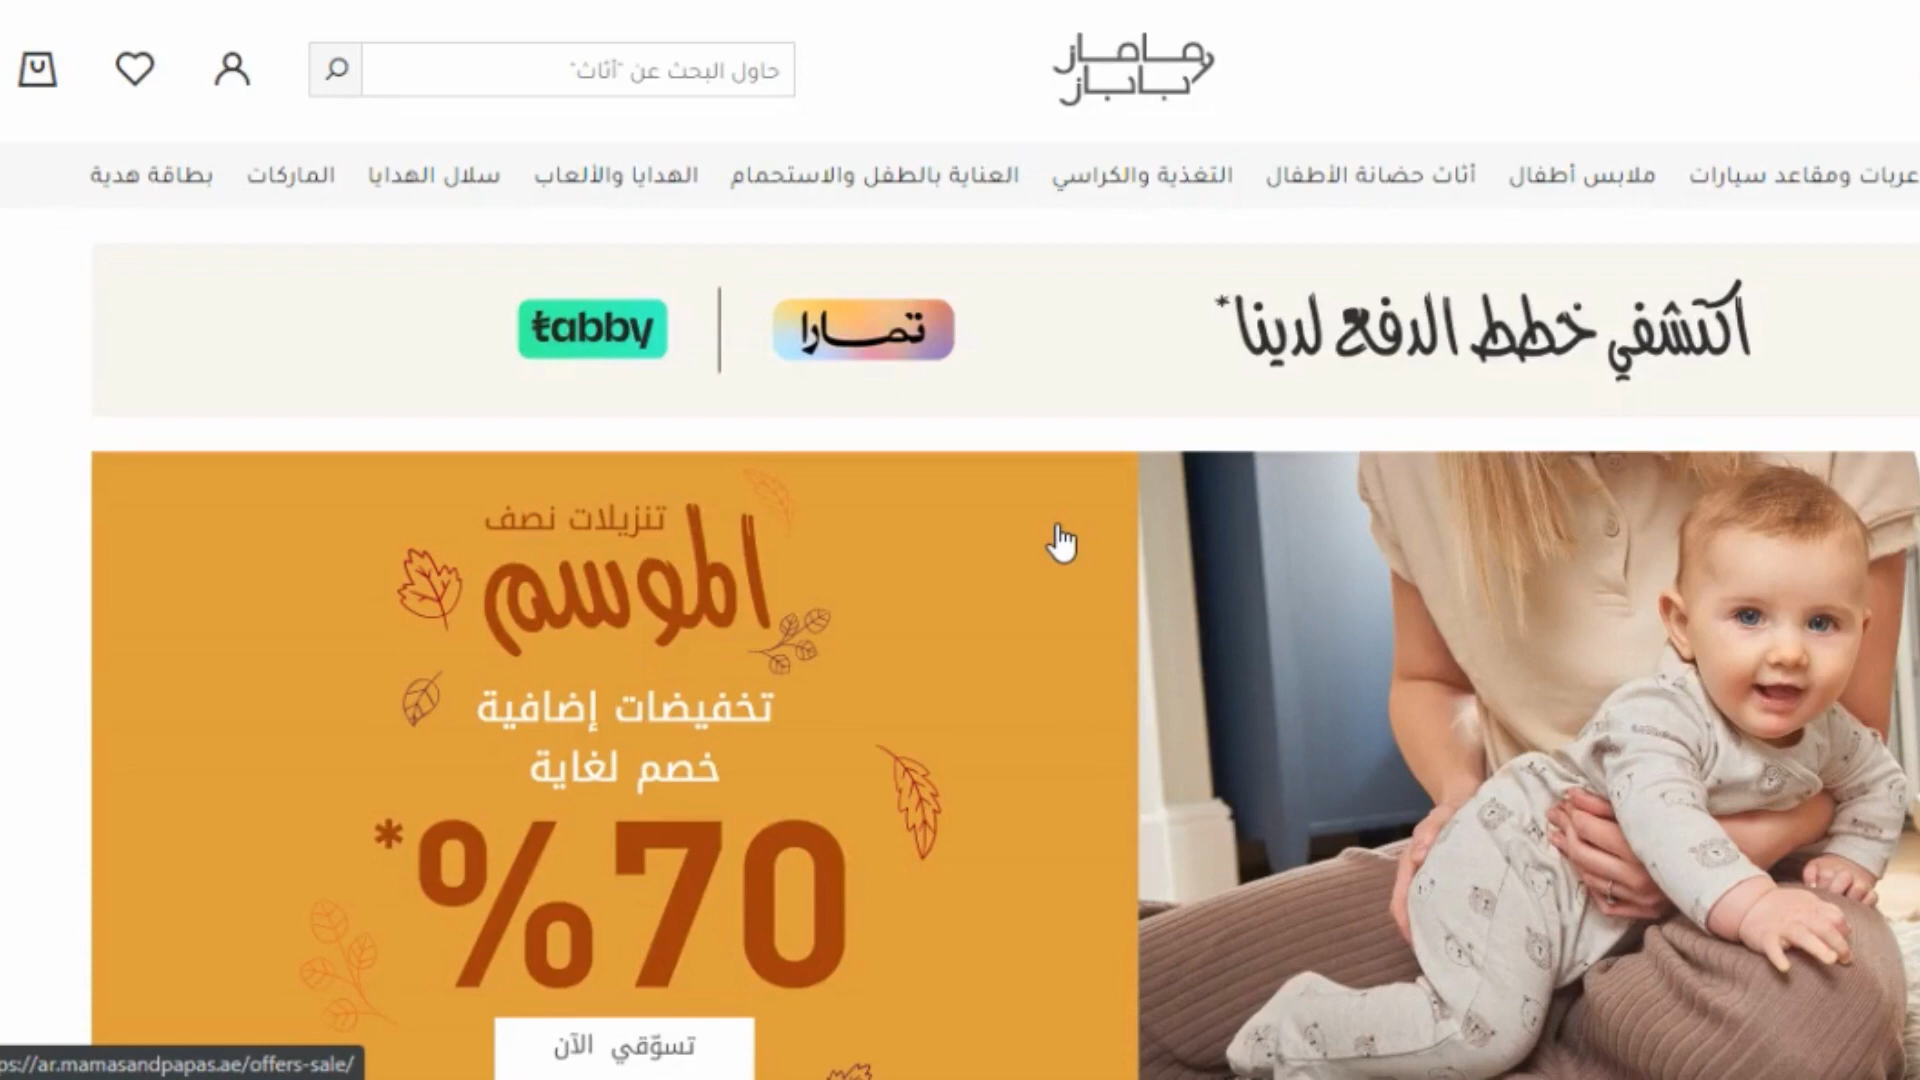 ماماز
باباز
حاول البحث عن "أثاث"
عربات ومقاعد سيارات
ملابس أطفال
أثاث حضانة الأطفال
التغذية والكراسي
العناية بالطفل والاستحمام
الهدايا والألعاب
سلال الهدايا
الماركات
بطاقة هدية
اكتشفي خطط الدفع لدينا*
تمارا
tabby
تنزيلات نصف
الموسم
تخفيضات إضافية
خصم لغاية
%70*
تسوّقي الآن
ps://ar.mamasandpapas.ae/offers-sale/